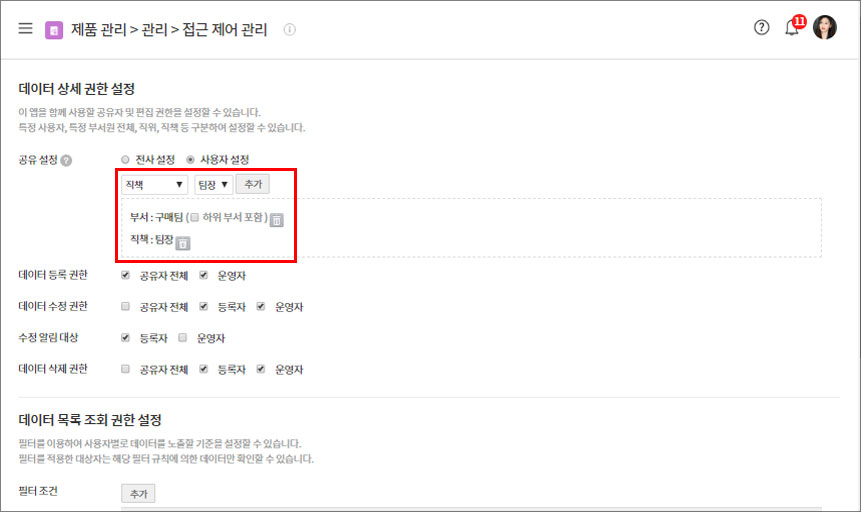 제품 관리 > 관리 > 접근 제어 관리
11
데이터 상세 권한 설정
이 앱을 함께 사용할 공유자 및 편집 권한을 설정할 수 있습니다.
특정 사용자, 특정 부서원 전체, 직위, 직책 등 구분하여 설정할 수 있습니다.
공유 설정 ? 전사 설정 사용자 설정
직책 팀장 추가
부서 : 구매팀 ( 하위 부서 포함 )
직책 : 팀장
데이터 등록 권한 공유자 전체 운영자
데이터 수정 권한 공유자 전체 등록자 운영자
수정 알림 대상 등록자 운영자
데이터 삭제 권한 공유자 전체 등록자 운영자
데이터 목록 조회 권한 설정
필터를 이용하여 사용자별로 데이터를 노출할 기준을 설정할 수 있습니다.
필터를 적용한 대상자는 해당 필터 규칙에 의한 데이터만 확인할 수 있습니다.
필터 조건 추가